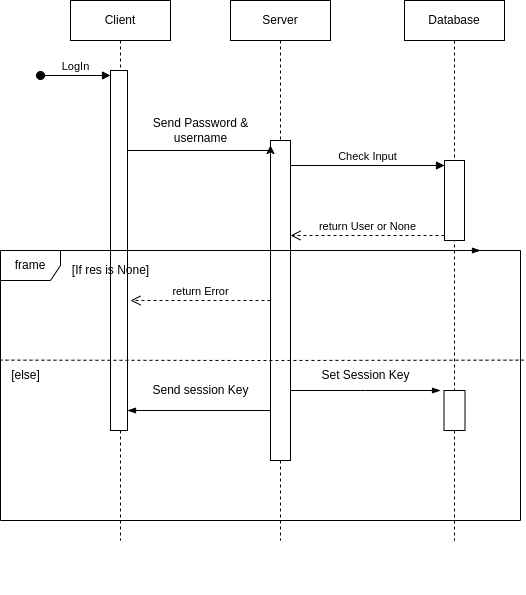 Client
Server
Database
LogIn
Send Password &
username
Check Input
return User or None
frame
[If res is None]
return Error
[else]
Send session Key
Set Session Key